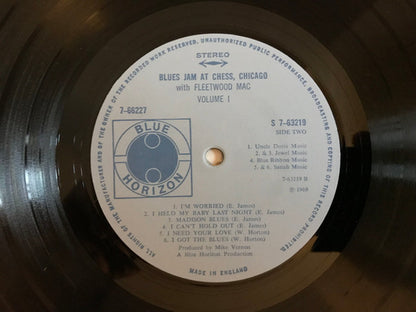 ALL RIGHTS OF THE MANUFACTURER AND OF THE OWNER OF THE RECORDED WORK RESERVED. UNAUTHORIZED PUBLIC PERFORMANCE, BROADCASTING AND COPYING OF THIS RECORD PROHIBITED.
STEREO
BLUES JAM AT CHESS, CHICAGO
with FLEETWOOD MAC
VOLUME I
7-66227
S 7-63219
SIDE TWO
BLUE
HORIZON
1. Uncle Doris Music
2. & 3. Jewel Music
4. Blue Ribbon Music
5. & 6. Sanah Music
7-63219 B
℗ 1969
1. I'M WORRIED (E. James)
2. I HELD MY BABY LAST NIGHT (E. James)
3. MADISON BLUES (E. James)
4. I CAN'T HOLD OUT (E. James)
5. I NEED YOUR LOVE (W. Horton)
6. I GOT THE BLUES (W. Horton)
Produced by Mike Vernon
A Blue Horizon Production
MADE IN ENGLAND